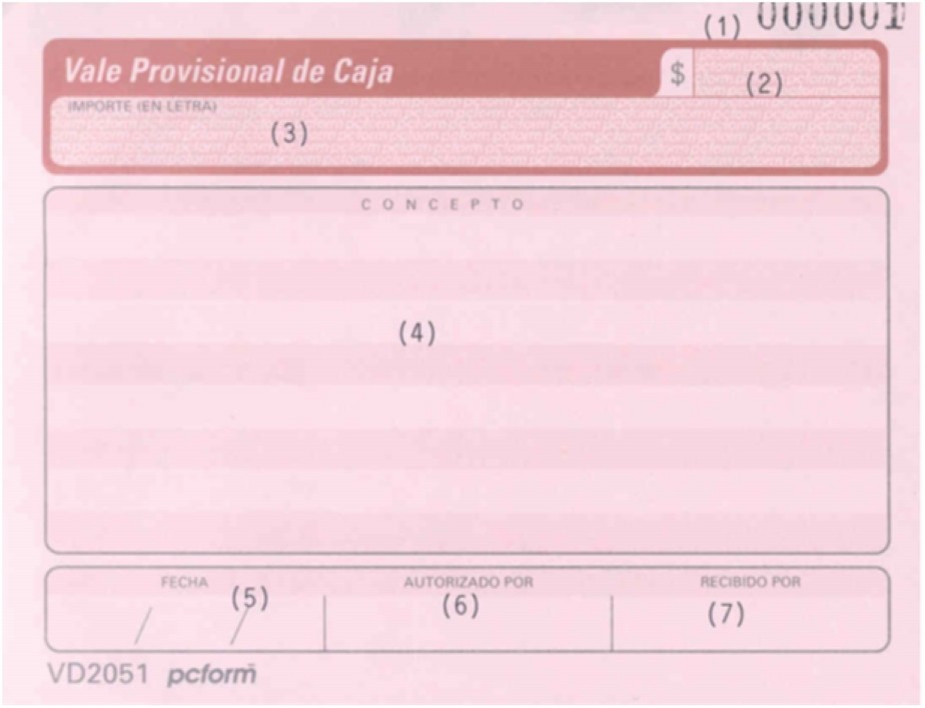 (1) 000001
Vale Provisional de Caja $ (2)
IMPORTE (EN LETRA)
(3)
CONCEPTO
(4)
FECHA AUTORIZADO POR RECIBIDO POR
(5) (6) (7)
/ /
VD2051 pcform